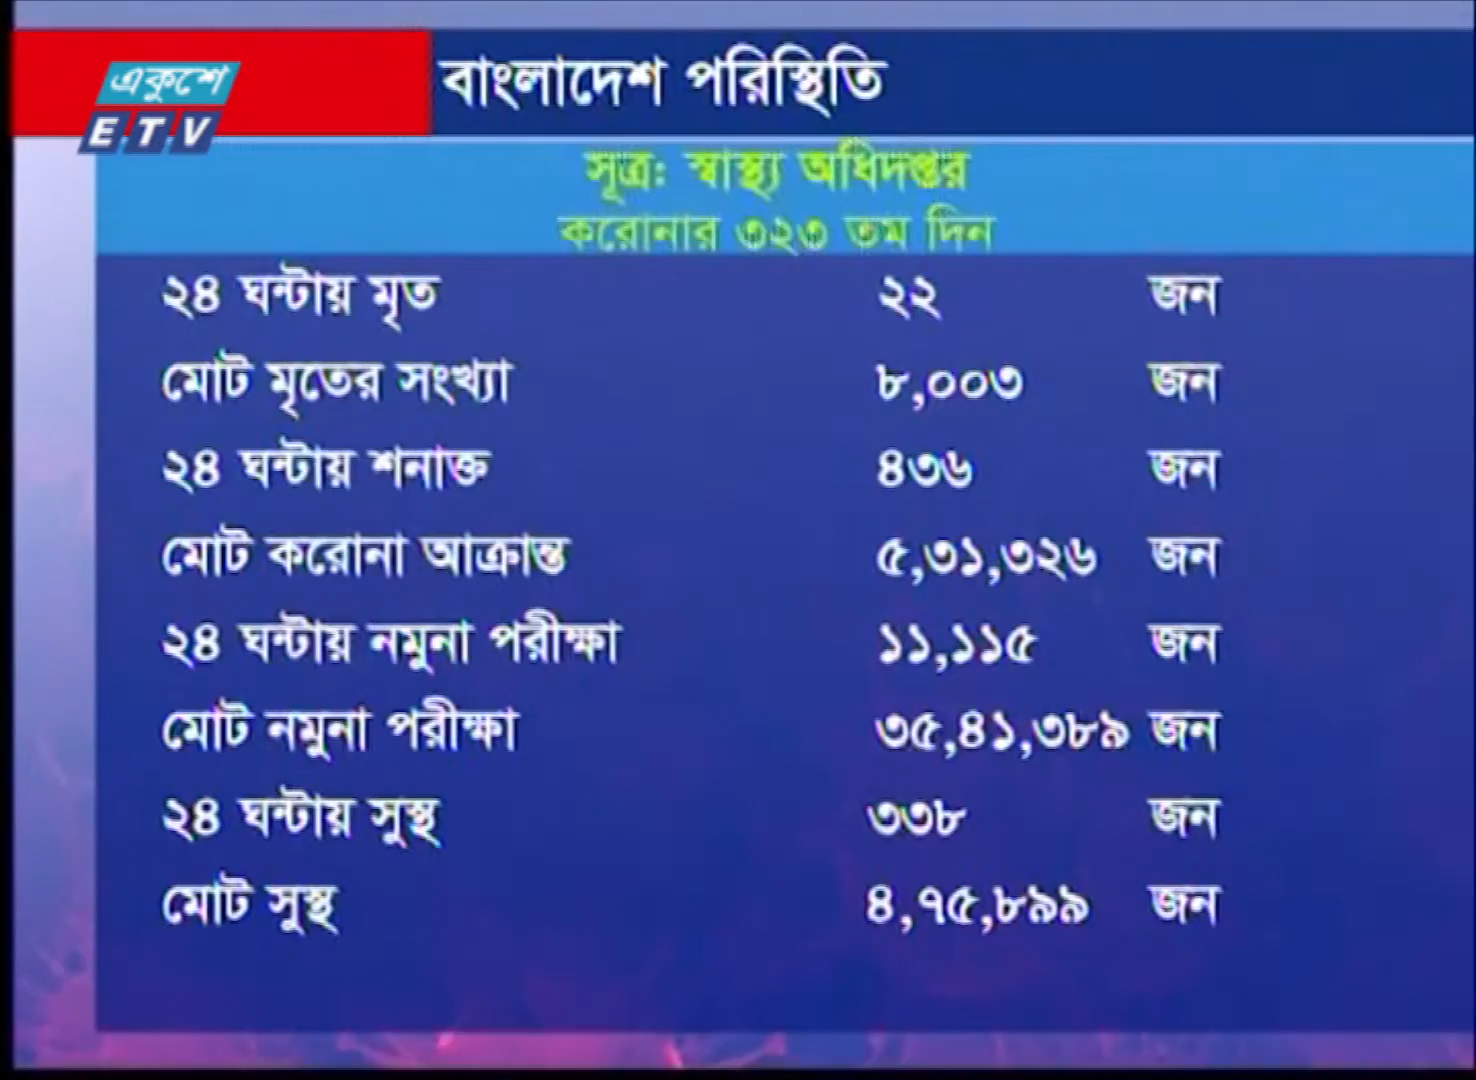 একুশে
ETV
বাংলাদেশ পরিস্থিতি
সূত্র: স্বাস্থ্য অধিদপ্তর
করোনার ৩২৩ তম দিন
২৪ ঘন্টায় মৃত ২২ জন
মোট মৃতের সংখ্যা ৮,০০৩ জন
২৪ ঘন্টায় শনাক্ত ৪৩৬ জন
মোট করোনা আক্রান্ত ৫,৩১,৩২৬ জন
২৪ ঘন্টায় নমুনা পরীক্ষা ১১,১১৫ জন
মোট নমুনা পরীক্ষা ৩৫,৪১,৩৮৯ জন
২৪ ঘন্টায় সুস্থ ৩৩৮ জন
মোট সুস্থ ৪,৭৫,৮৯৯ জন